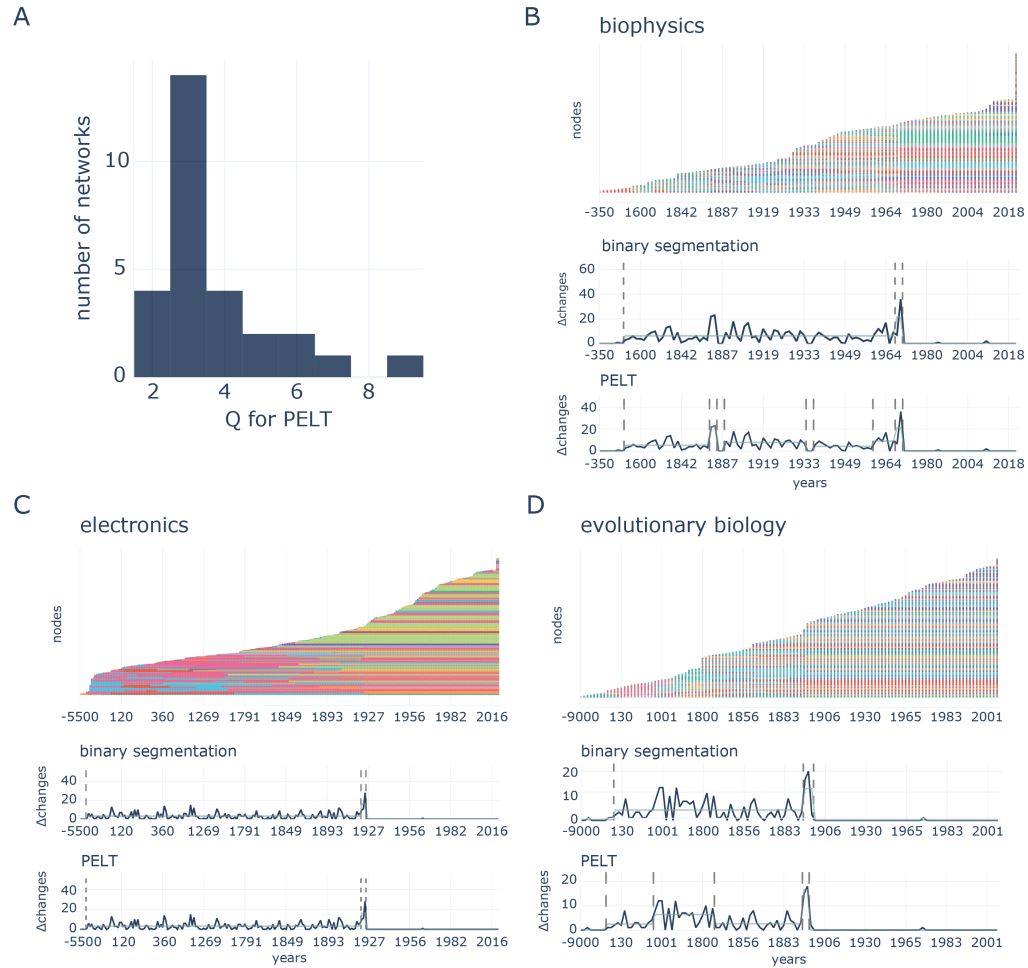 A
number of networks
10
5
0
2 4 6 8
Q for PELT
B
biophysics
nodes
-350 1600 1842 1887 1919 1933 1949 1964 1980 2004 2018
binary segmentation
Δchanges
60
40
20
0
-350 1600 1842 1887 1919 1933 1949 1964 1980 2004 2018
PELT
Δchanges
40
20
0
-350 1600 1842 1887 1919 1933 1949 1964 1980 2004 2018
years
C
electronics
nodes
-5500 120 360 1269 1791 1849 1893 1927 1956 1982 2016
binary segmentation
Δchanges
40
20
0
-5500 120 360 1269 1791 1849 1893 1927 1956 1982 2016
PELT
Δchanges
40
20
0
-5500 120 360 1269 1791 1849 1893 1927 1956 1982 2016
years
D
evolutionary biology
nodes
-9000 130 1001 1800 1856 1883 1906 1930 1965 1983 2001
binary segmentation
Δchanges
20
10
0
-9000 130 1001 1800 1856 1883 1906 1930 1965 1983 2001
PELT
Δchanges
20
10
0
-9000 130 1001 1800 1856 1883 1906 1930 1965 1983 2001
years